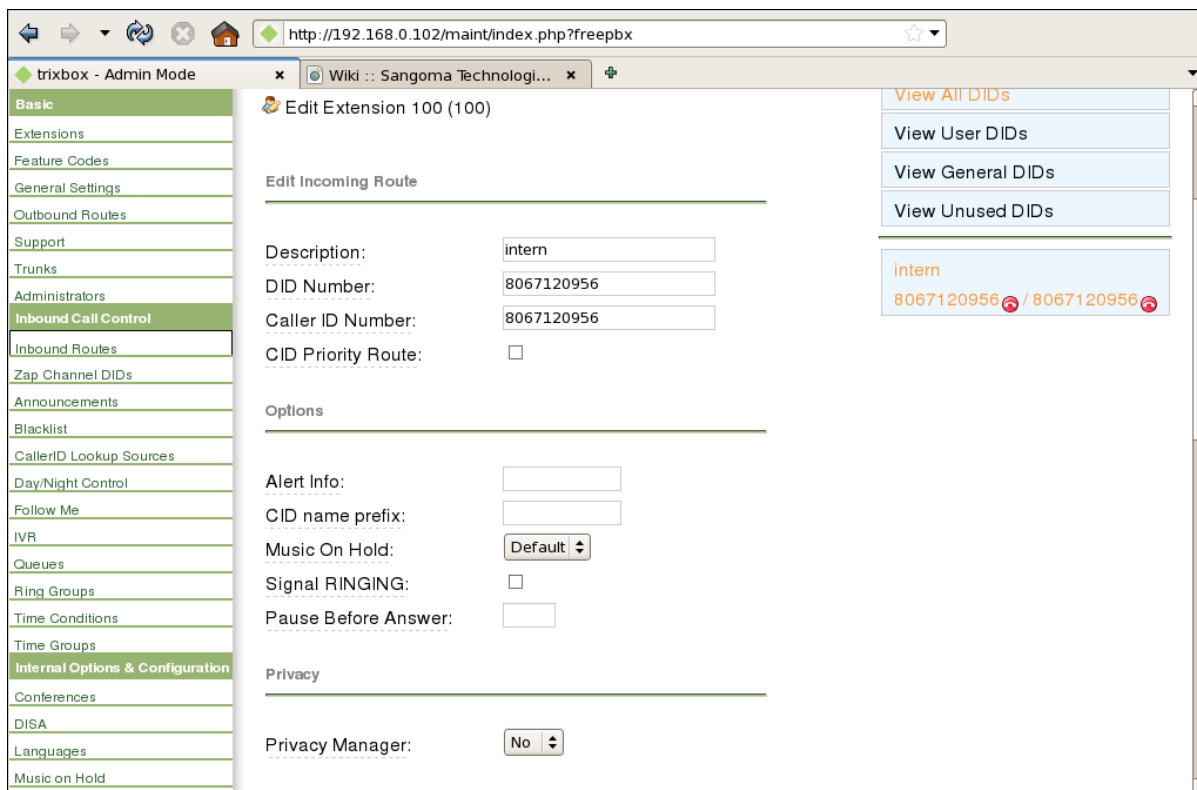 http://192.168.0.102/maint/index.php?freepbx
trixbox - Admin Mode
Wiki :: Sangoma Technologi...
Basic
Extensions
Feature Codes
General Settings
Outbound Routes
Support
Trunks
Administrators
Inbound Call Control
Inbound Routes
Zap Channel DIDs
Announcements
Blacklist
CallerID Lookup Sources
Day/Night Control
Follow Me
IVR
Queues
Ring Groups
Time Conditions
Time Groups
Internal Options & Configuration
Conferences
DISA
Languages
Music on Hold
Edit Extension 100 (100)
Edit Incoming Route
Description: intern
DID Number: 8067120956
Caller ID Number: 8067120956
CID Priority Route:
Options
Alert Info:
CID name prefix:
Music On Hold: Default
Signal RINGING:
Pause Before Answer:
Privacy
Privacy Manager: No
View All DIDs
View User DIDs
View General DIDs
View Unused DIDs
intern
8067120956 / 8067120956